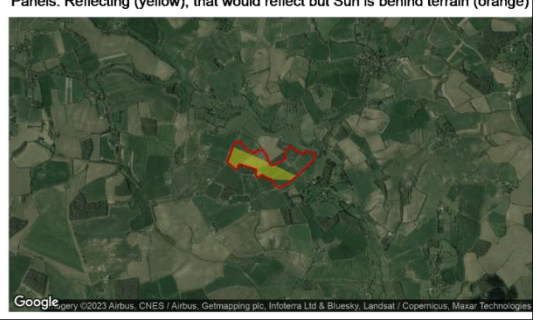 Panels: Reflecting (yellow), that would reflect but Sun is behind terrain (orange)
Google
Imagery ©2023 Airbus, CNES / Airbus, Getmapping plc, Infoterra Ltd & Bluesky, Landsat / Copernicus, Maxar Technologies